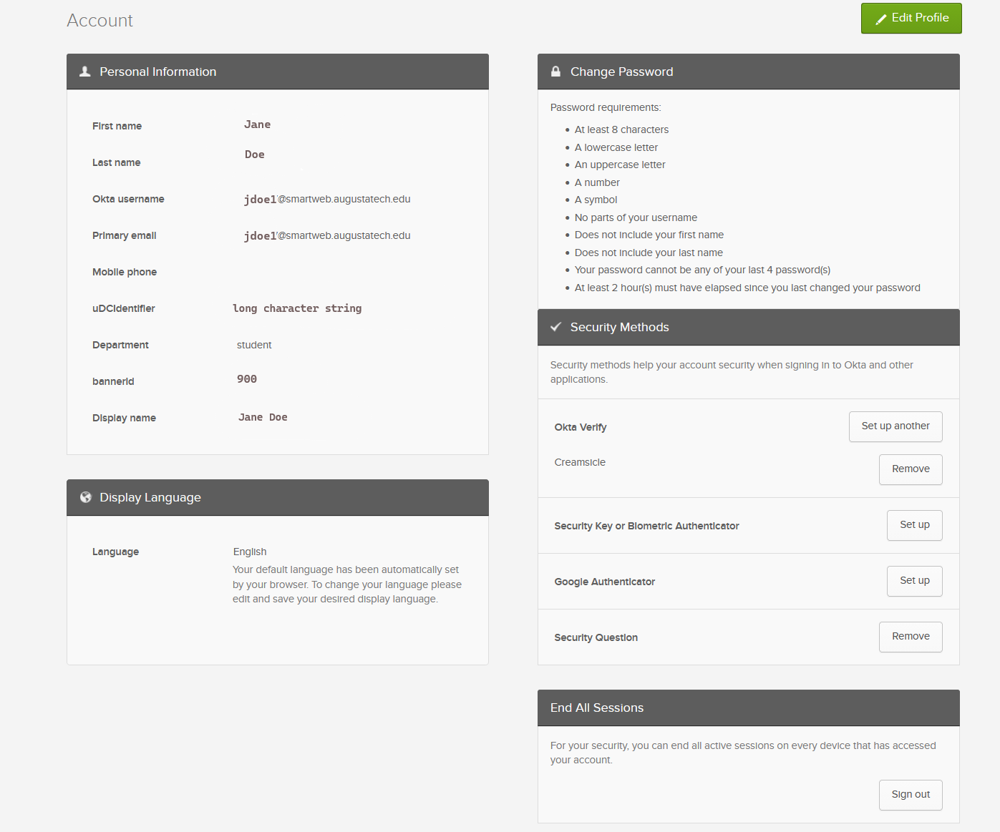 Account
Edit Profile
Personal Information
First name Jane
Last name Doe
Okta username jdoe1@smartweb.augustatech.edu
Primary email jdoe1@smartweb.augustatech.edu
Mobile phone
uDCIdentifier long character string
Department student
bannerId 900
Display name Jane Doe
Display Language
Language English
Your default language has been automatically set
by your browser. To change your language please
edit and save your desired display language.
Change Password
Password requirements:
• At least 8 characters
• A lowercase letter
• An uppercase letter
• A number
• A symbol
• No parts of your username
• Does not include your first name
• Does not include your last name
• Your password cannot be any of your last 4 password(s)
• At least 2 hour(s) must have elapsed since you last changed your password
Security Methods
Security methods help your account security when signing in to Okta and other
applications.
Okta Verify Set up another
Creamsicle Remove
Security Key or Biometric Authenticator Set up
Google Authenticator Set up
Security Question Remove
End All Sessions
For your security, you can end all active sessions on every device that has accessed
your account.
Sign out